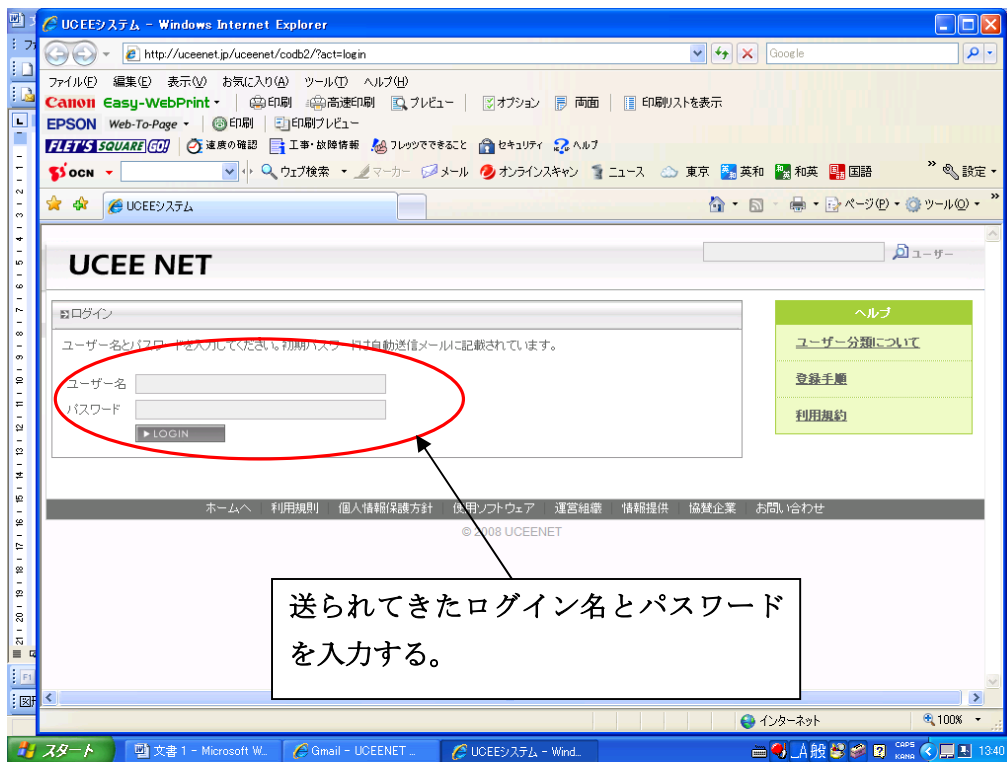 UCEEシステム - Windows Internet Explorer
http://uceenet.jp/uceenet/codb2/?act=login
Google
ファイル(F) 編集(E) 表示(V) お気に入り(A) ツール(T) ヘルプ(H)
Canon Easy-WebPrint 印刷 高速印刷 プレビュー オプション 両面 印刷リストを表示
EPSON Web-To-Page 印刷 印刷プレビュー
FLET'S SQUARE GO! 速度の確認 工事・故障情報 フレッツでできること セキュリティ ヘルプ
OCN ウェブ検索 マーカー メール オンラインスキャン ニュース 東京 英和 和英 国語 » 設定
UCEEシステム
ページ(P) ツール(O) »
UCEE NET
ユーザー
ログイン
ユーザー名とパスワードを入力してください。初期パスワードは自動送信メールに記載されています。
ユーザー名
パスワード
LOGIN
ヘルプ
ユーザー分類について
登録手順
利用規約
ホームへ 利用規則 個人情報保護方針 使用ソフトウェア 運営組織 情報提供 協賛企業 お問い合わせ
© 2008 UCEENET
送られてきたログイン名とパスワード
を入力する。
インターネット
100%
スタート
文書 1 - Microsoft W...
Gmail - UCEENET ...
UCEEシステム - Wind...
A 般
CAPS
KANA
13:40